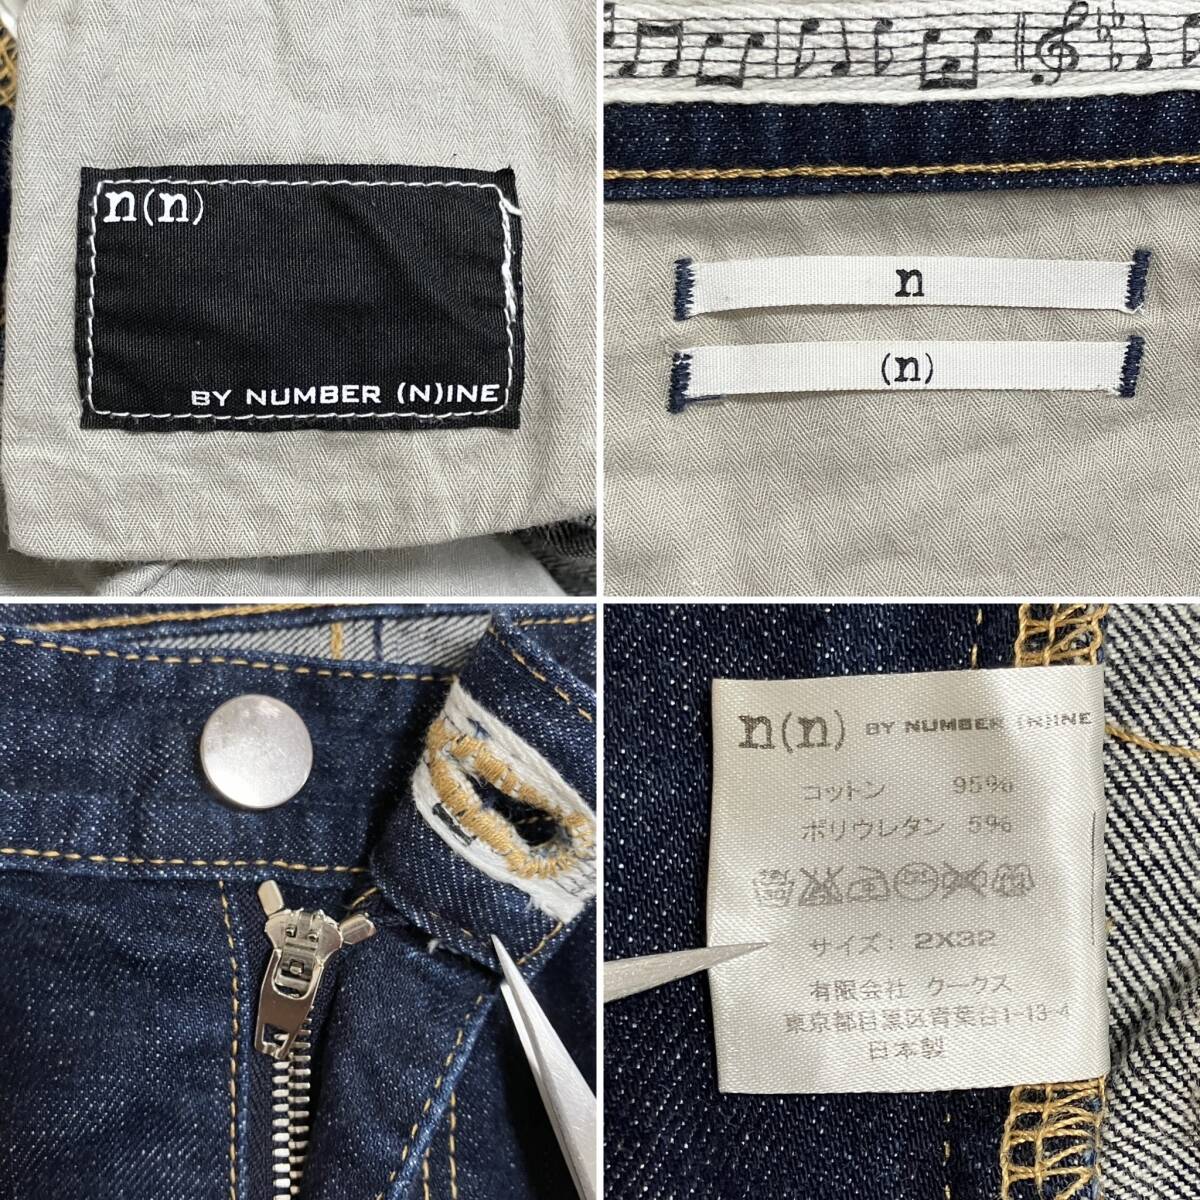 n(n)
BY NUMBER (N)INE
n
(n)
n(n) BY NUMBER (N)INE
コットン 95%
ポリウレタン 5%
サイズ: 2X32
有限会社 クークス
東京都目黒区青葉台1-13-4
日本製